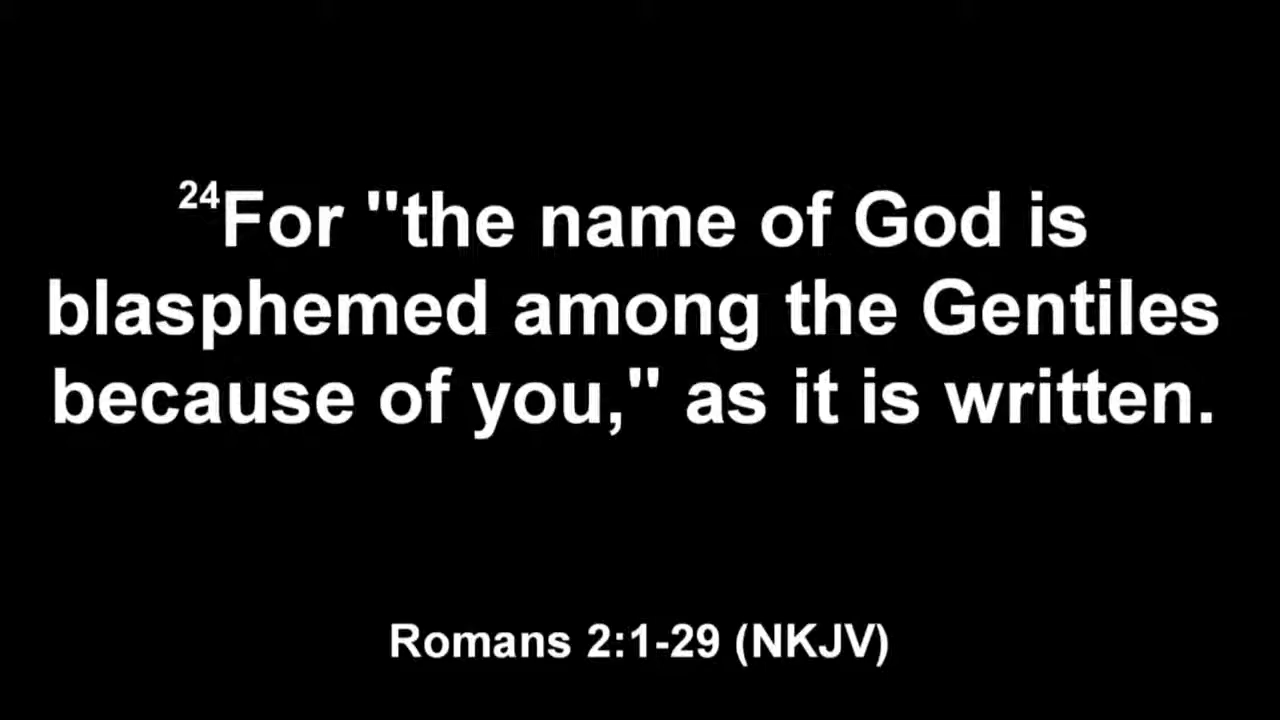 24For "the name of God is
blasphemed among the Gentiles
because of you," as it is written.
Romans 2:1-29 (NKJV)